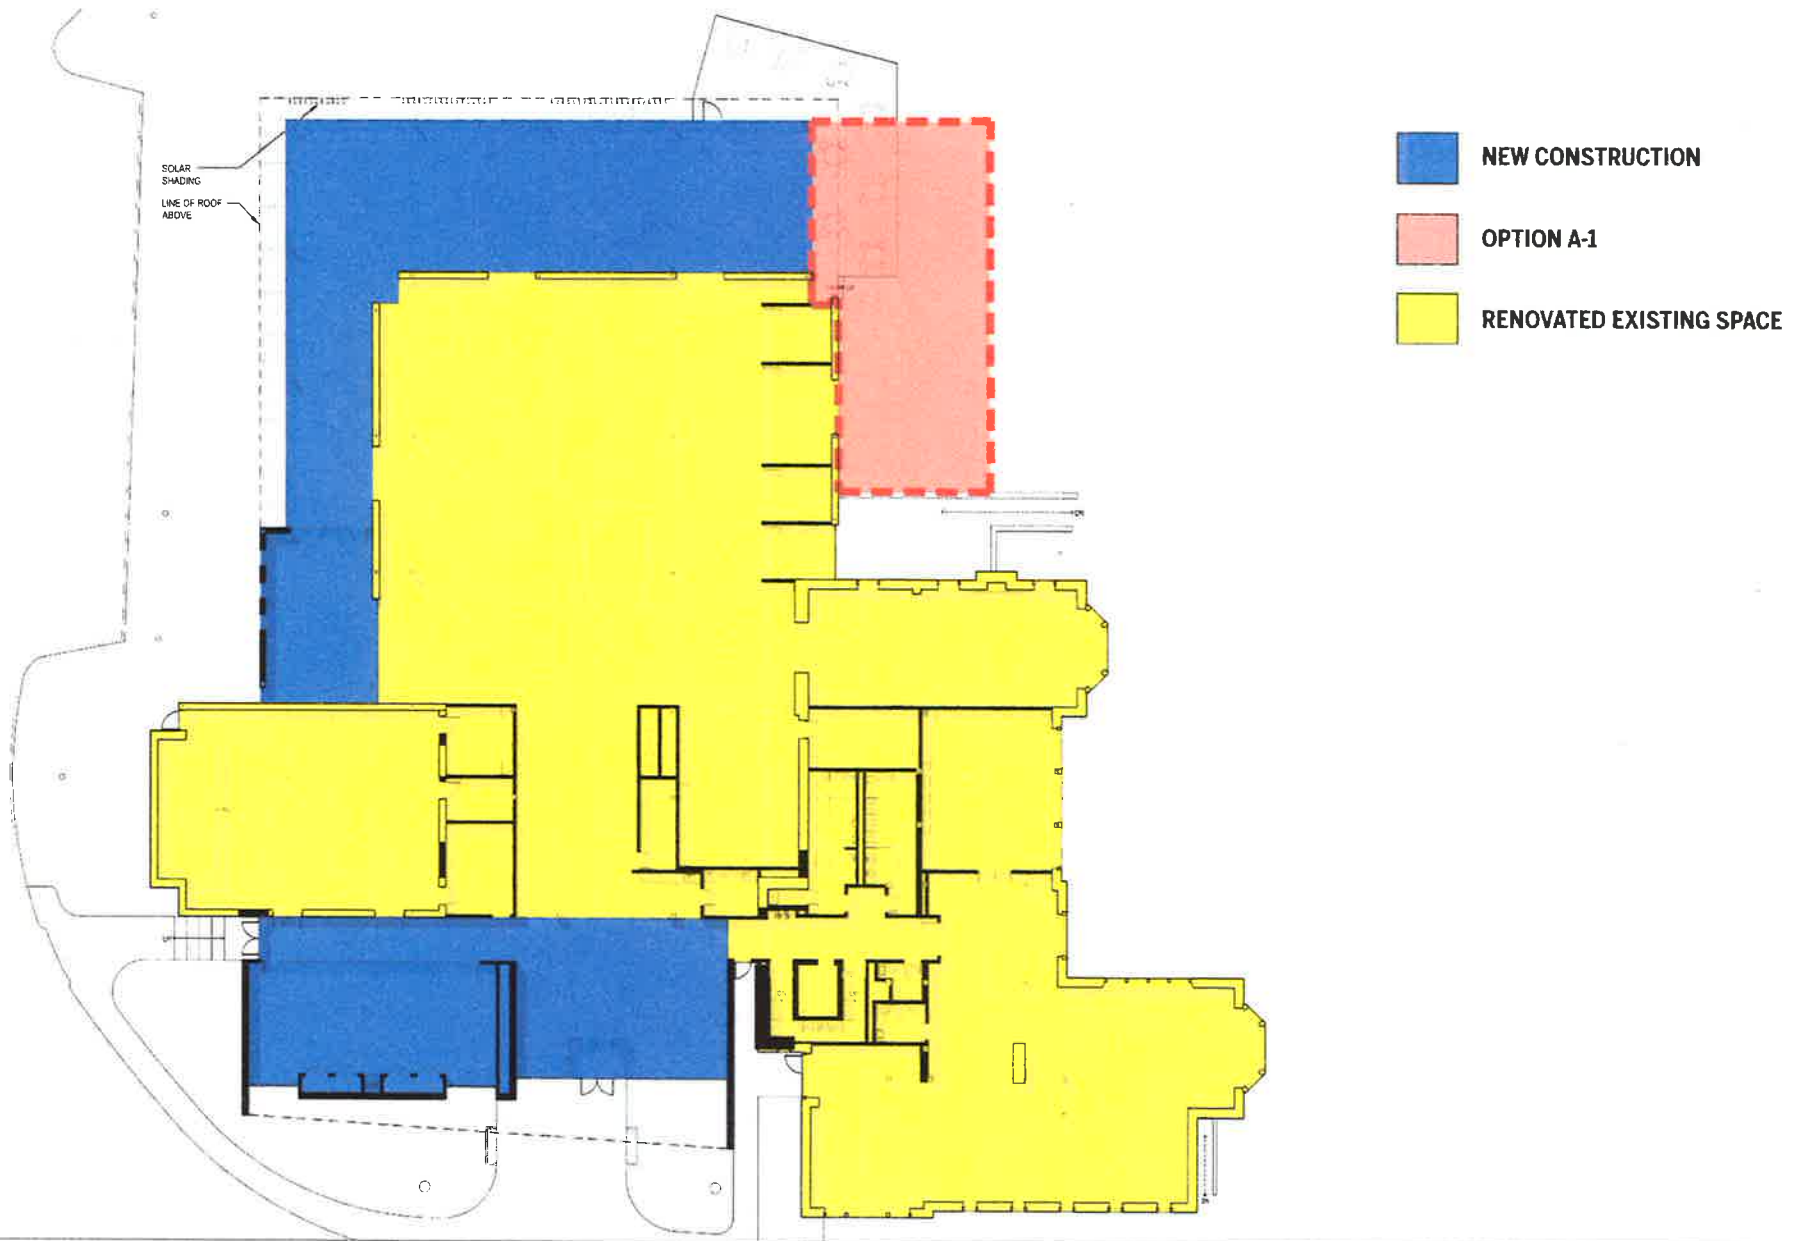 SOLAR
SHADING
LINE OF ROOF
ABOVE
NEW CONSTRUCTION
OPTION A-1
RENOVATED EXISTING SPACE